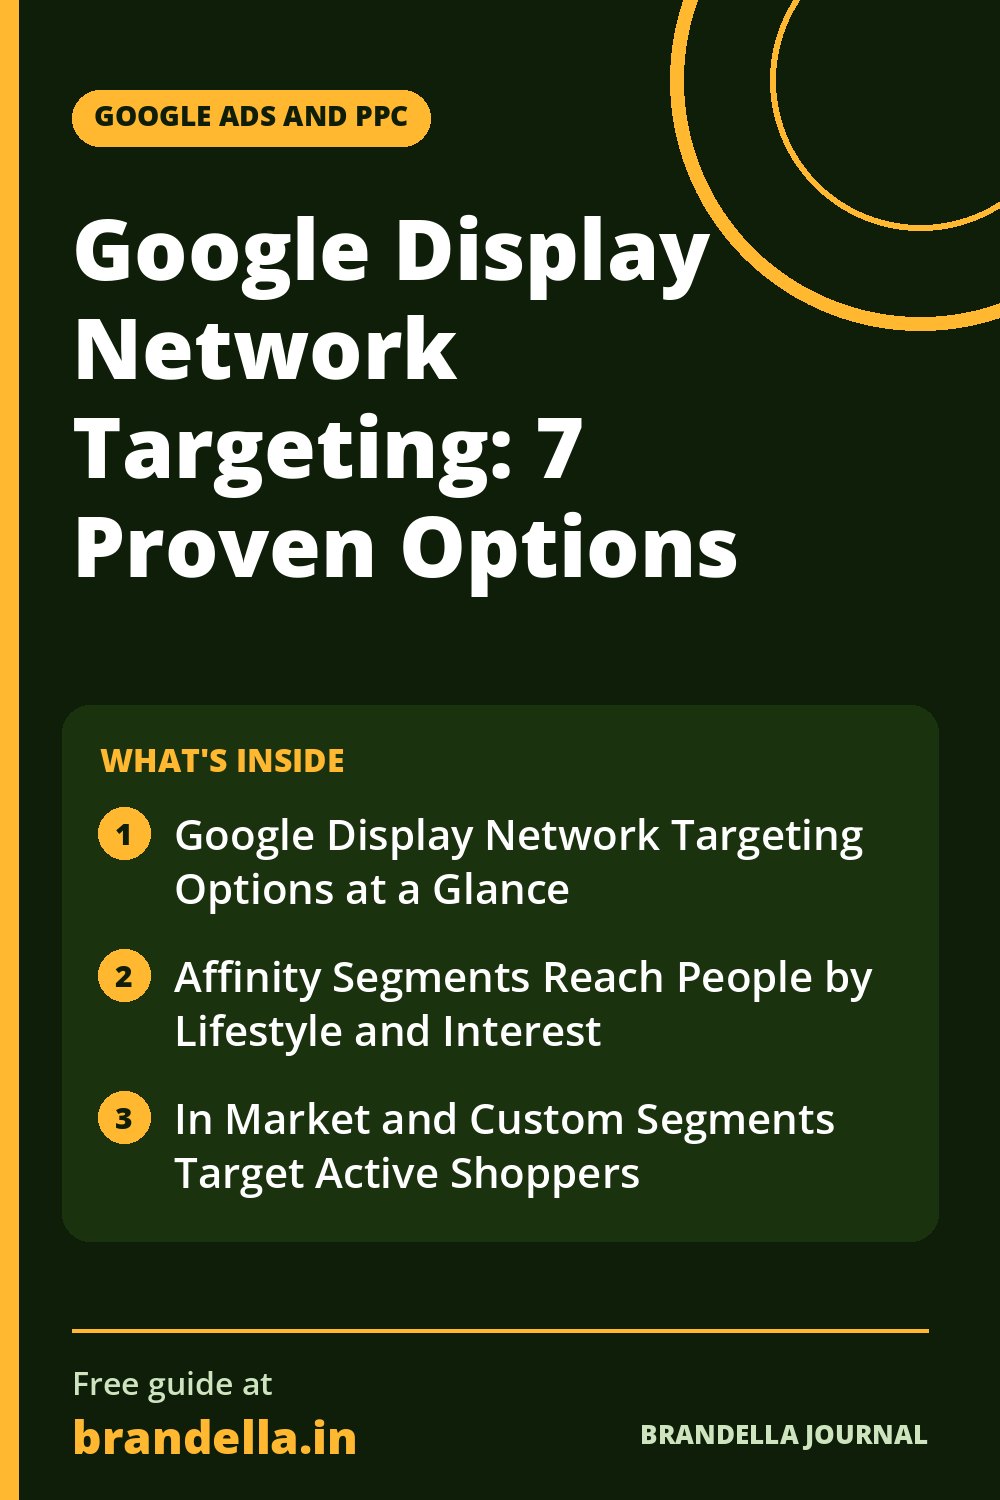 GOOGLE ADS AND PPC
Google Display
Network
Targeting: 7
Proven Options
WHAT'S INSIDE
1 Google Display Network Targeting
Options at a Glance
2 Affinity Segments Reach People by
Lifestyle and Interest
3 In Market and Custom Segments
Target Active Shoppers
Free guide at
brandella.in
BRANDELLA JOURNAL